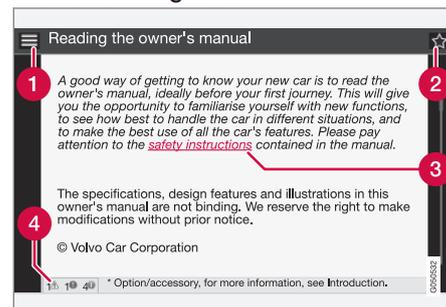 Reading the owner's manual
1
2
A good way of getting to know your new car is to read the
owner's manual, ideally before your first journey. This will give
you the opportunity to familiarise yourself with new functions,
to see how best to handle the car in different situations, and
to make the best use of all the car's features. Please pay
attention to the safety instructions contained in the manual.
3
The specifications, design features and illustrations in this
owner's manual are not binding. We reserve the right to make
modifications without prior notice.
4
© Volvo Car Corporation
1 1 4 * Option/accessory, for more information, see Introduction.
G050532